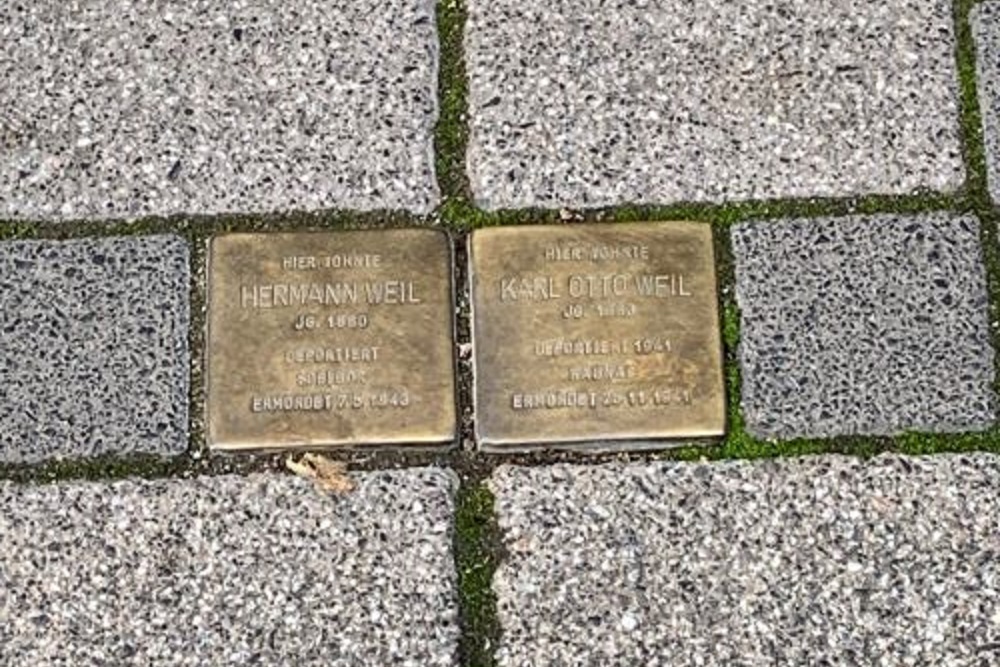 HIER WOHNTE
HERMANN WEIL
JG. 1880
DEPORTIERT
SOBIBOR
ERMORDET 7.5.1943
HIER WOHNTE
KARL OTTO WEIL
JG.
DEPORTIERT 1941
KAUNAS
ERMORDET 25.11.1941